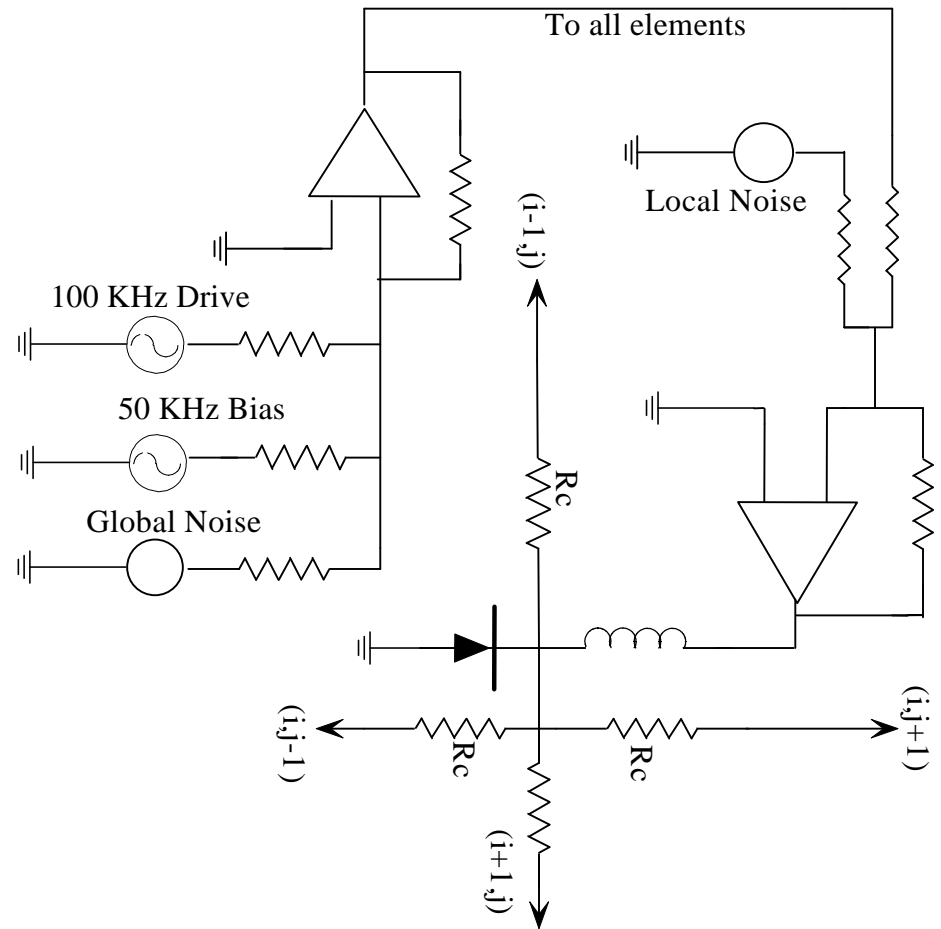 To all elements
Local Noise
(i-1,j)
100 KHz Drive
50 KHz Bias
Rc
Global Noise
(i,j-1)
Rc
Rc
(i,j+1)
(i+1,j)